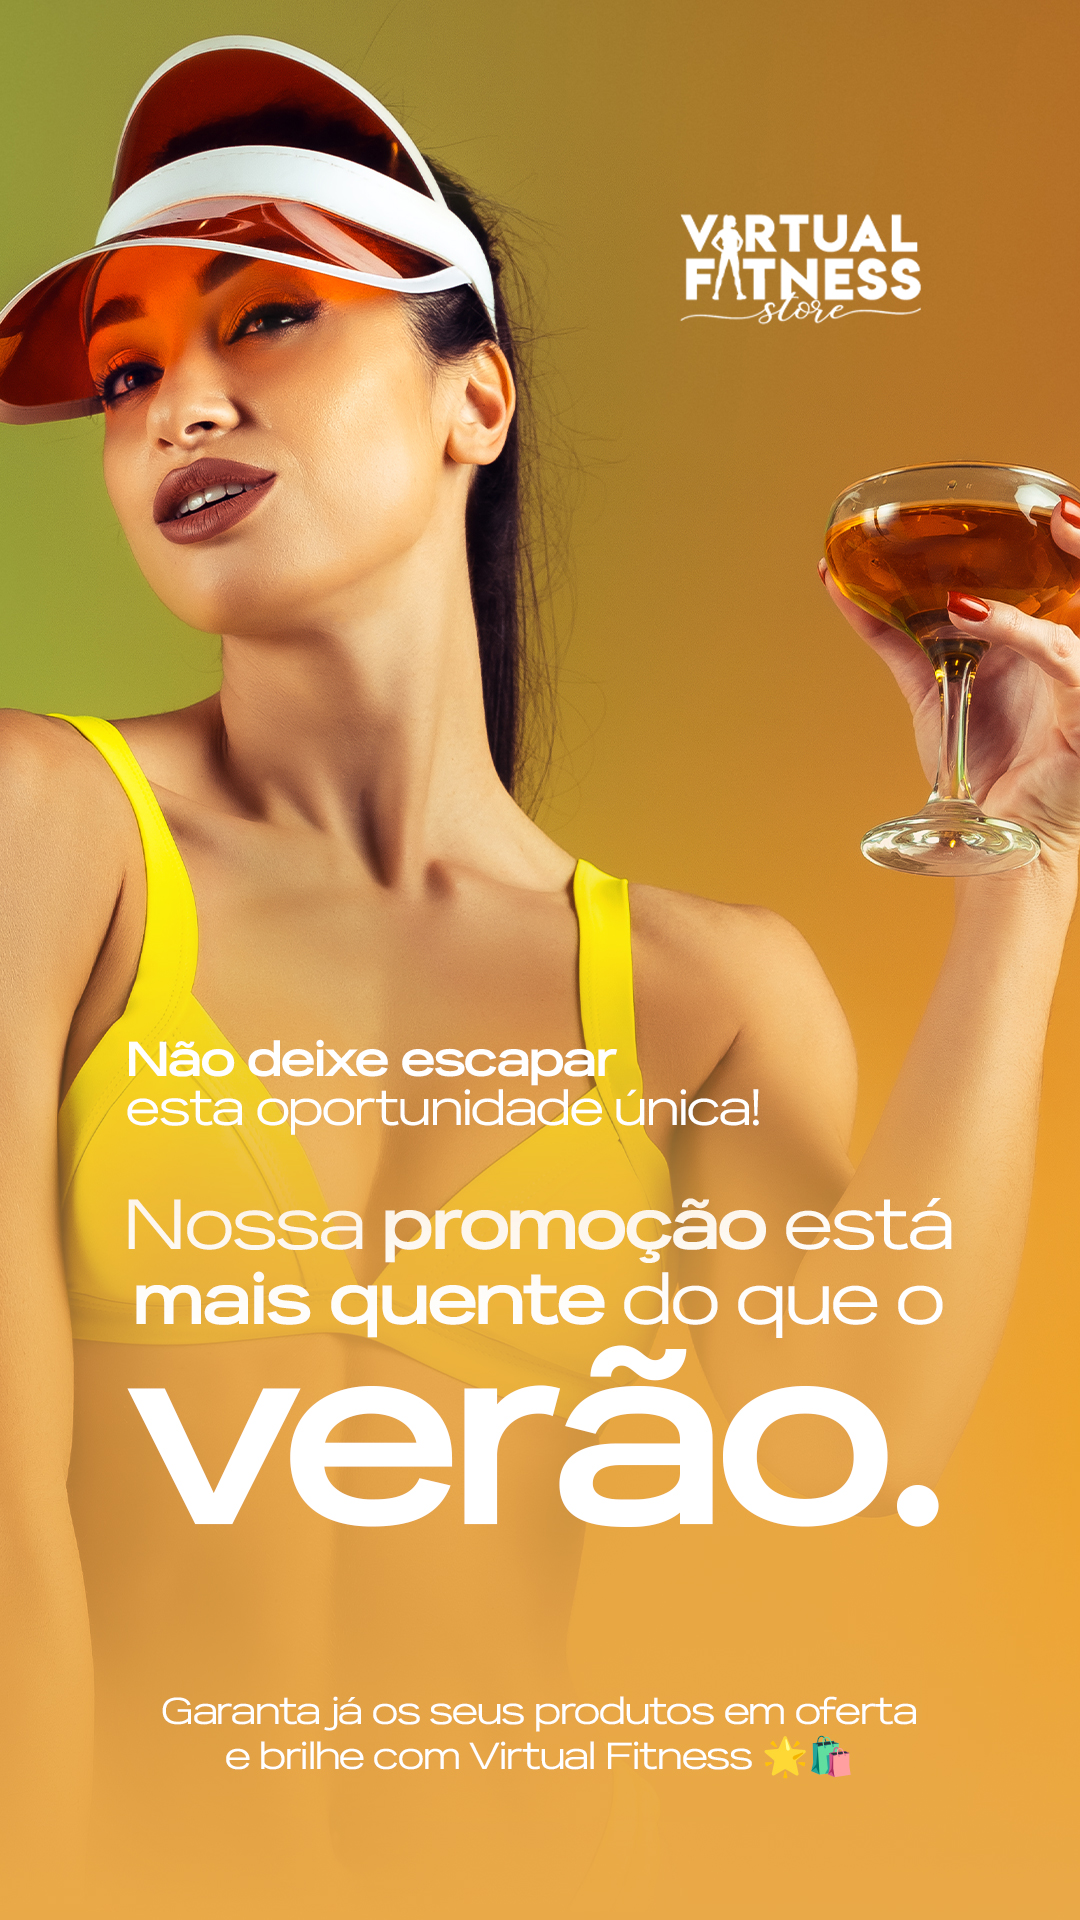 VIRTUAL
FITNESS
store
Não deixe escapar
esta oportunidade única!
Nossa promoção está
mais quente do que o
verão.
Garanta já os seus produtos em oferta
e brilhe com Virtual Fitness 🌟🛍️